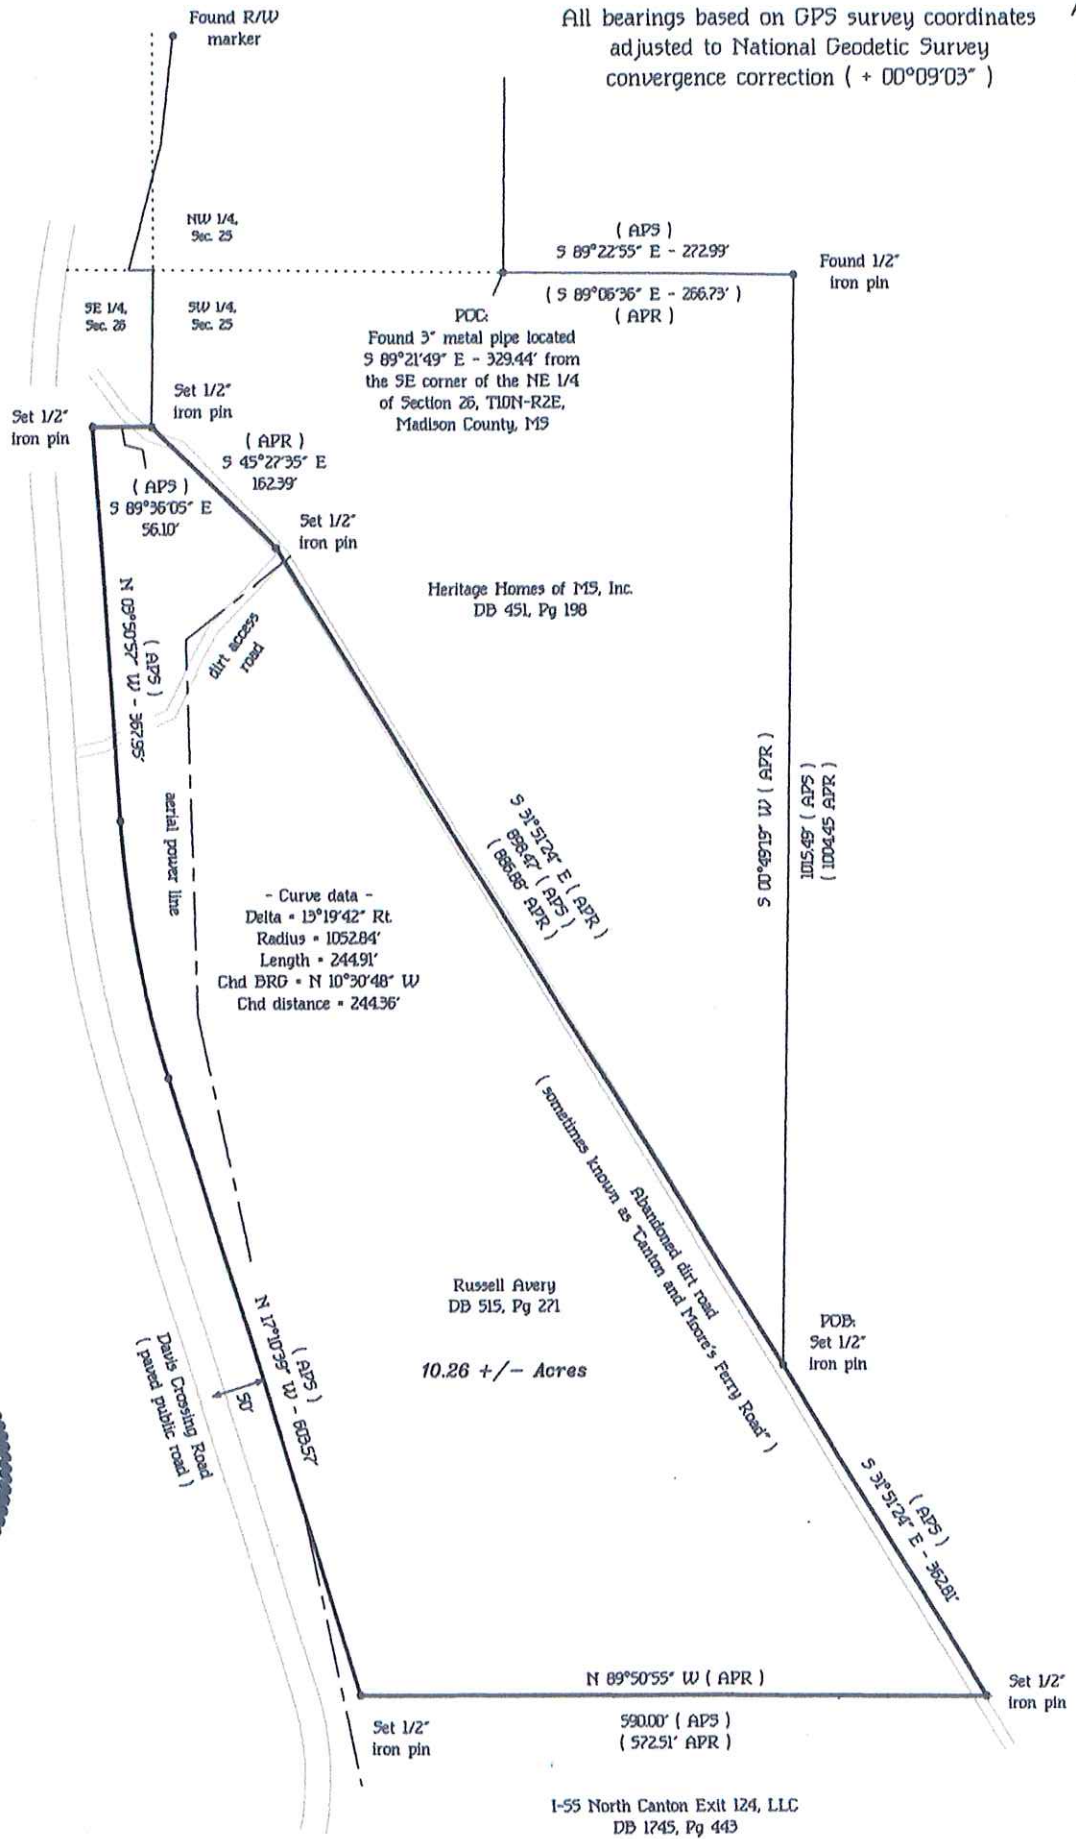 Found R/W
marker
All bearings based on GPS survey coordinates
adjusted to National Geodetic Survey
convergence correction ( + 00°09'03" )
NW 1/4,
Sec. 25
( APS )
S 89°22'55" E - 272.99'
Found 1/2"
iron pin
( S 89°06'36" E - 266.73' )
( APR )
SE 1/4,
Sec. 26
SW 1/4,
Sec. 25
POC:
Found 3" metal pipe located
S 89°21'49" E - 329.44' from
the SE corner of the NE 1/4
of Section 26, T10N-R2E,
Madison County, MS
Set 1/2"
iron pin
Set 1/2"
iron pin
( APR )
S 45°27'35" E
162.39'
( APS )
S 89°36'05" E
56.10'
Set 1/2"
iron pin
Heritage Homes of MS, Inc.
DB 451, Pg 198
( APS )
N 03°50'57" W - 367.95'
dirt access
road
aerial power line
S 31°51'24" E ( APR )
898.47' ( APS )
( 886.86' APR )
S 00°49'19" W ( APR )
1015.49' ( APS )
( 1004.45 APR )
- Curve data -
Delta = 13°19'42" Rt.
Radius = 1052.84'
Length = 244.91'
Chd BRG = N 10°30'48" W
Chd distance = 244.36'
Abandoned dirt road
( sometimes known as "Canton and Moore's Ferry Road" )
Russell Avery
DB 515, Pg 271
10.26 +/- Acres
POB:
Set 1/2"
iron pin
( APS )
N 17°10'39" W - 603.57'
50'
Davis Crossing Road
( paved public road )
( APS )
S 31°51'24" E - 362.81'
N 89°50'55" W ( APR )
590.00' ( APS )
( 572.51' APR )
Set 1/2"
iron pin
Set 1/2"
iron pin
I-55 North Canton Exit 124, LLC
DB 1745, Pg 443